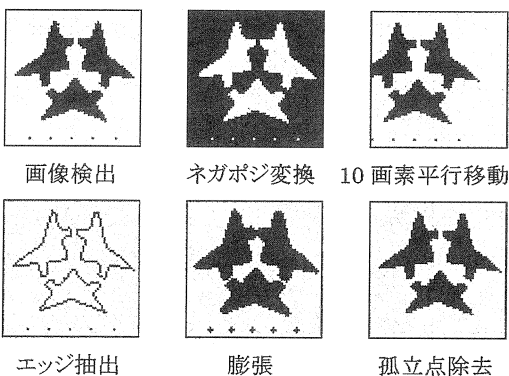 画像検出
ネガポジ変換
10 画素平行移動
エッジ抽出
膨張
孤立点除去